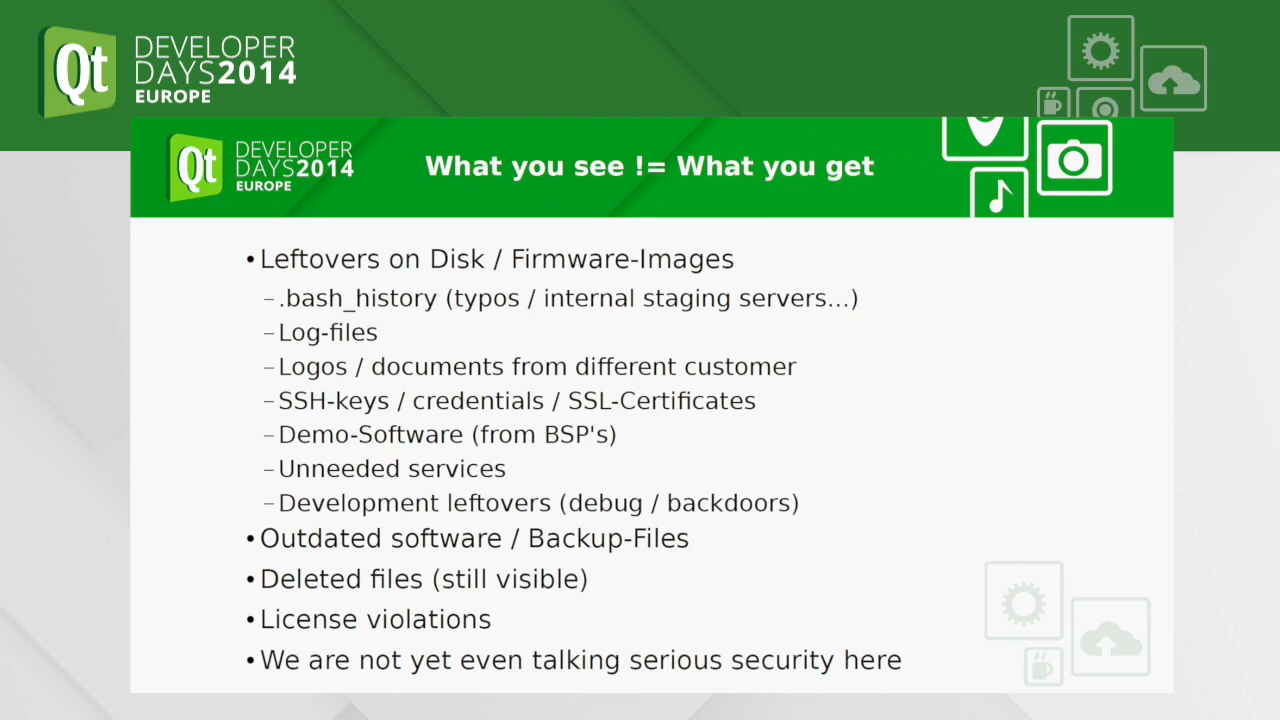 Qt
DEVELOPER
DAYS2014
EUROPE
Qt
DEVELOPER
DAYS2014
EUROPE
What you see != What you get
•Leftovers on Disk / Firmware-Images
–.bash_history (typos / internal staging servers...)
–Log-files
–Logos / documents from different customer
–SSH-keys / credentials / SSL-Certificates
–Demo-Software (from BSP's)
–Unneeded services
–Development leftovers (debug / backdoors)
•Outdated software / Backup-Files
•Deleted files (still visible)
•License violations
•We are not yet even talking serious security here